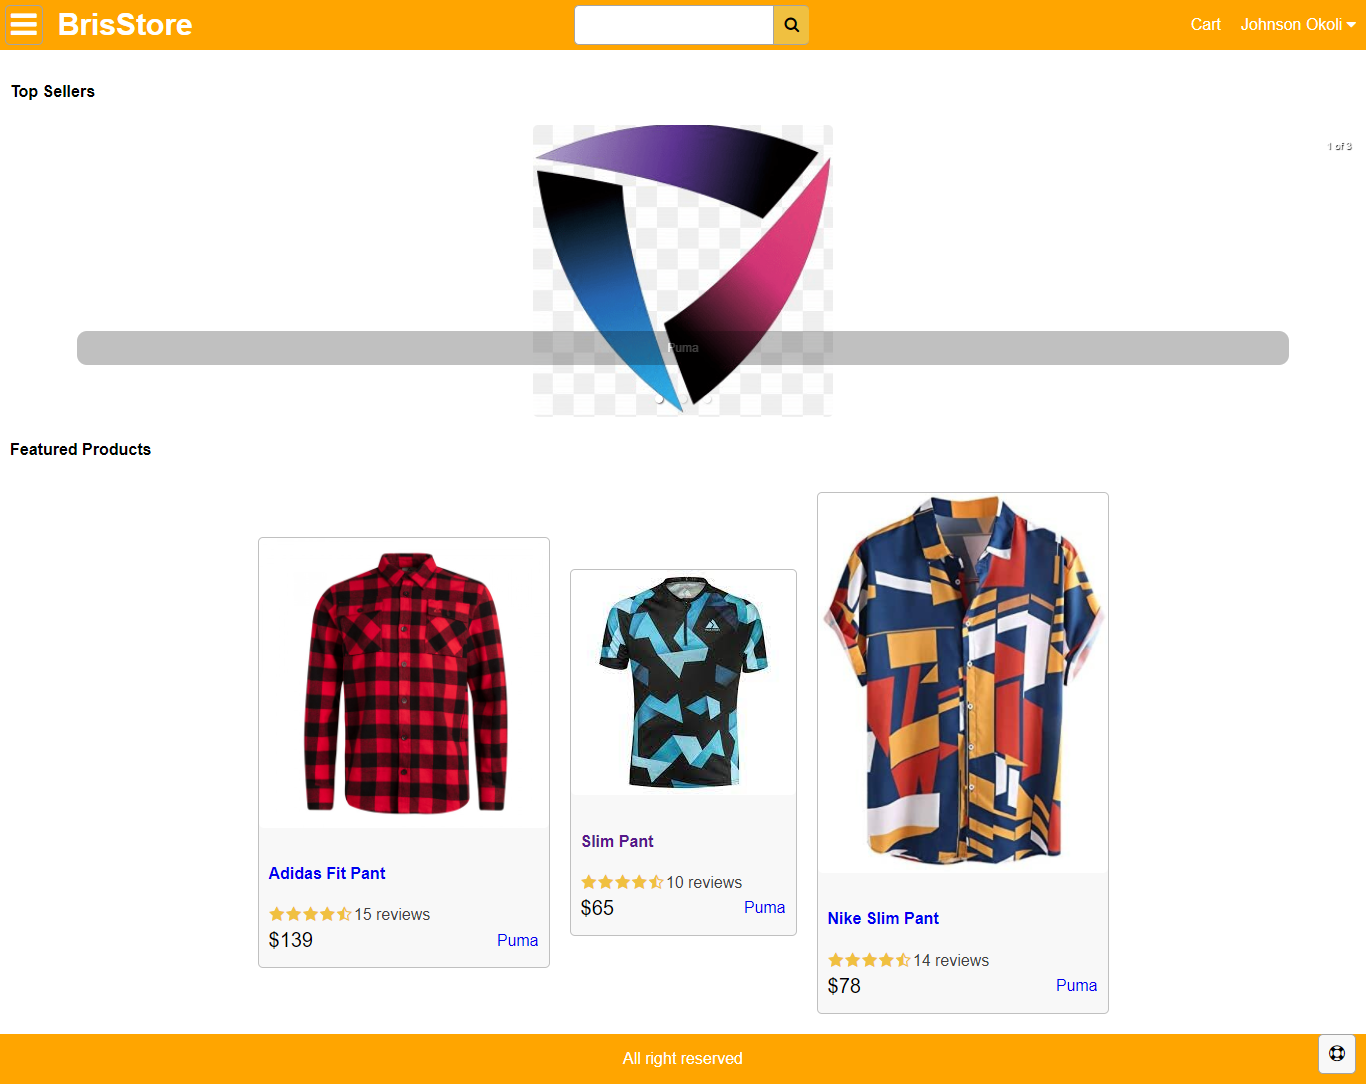 BrisStore
Cart
Johnson Okoli
Top Sellers
1 of 3
Puma
Featured Products
Adidas Fit Pant
15 reviews
$139
Puma
Slim Pant
10 reviews
$65
Puma
Nike Slim Pant
14 reviews
$78
Puma
All right reserved